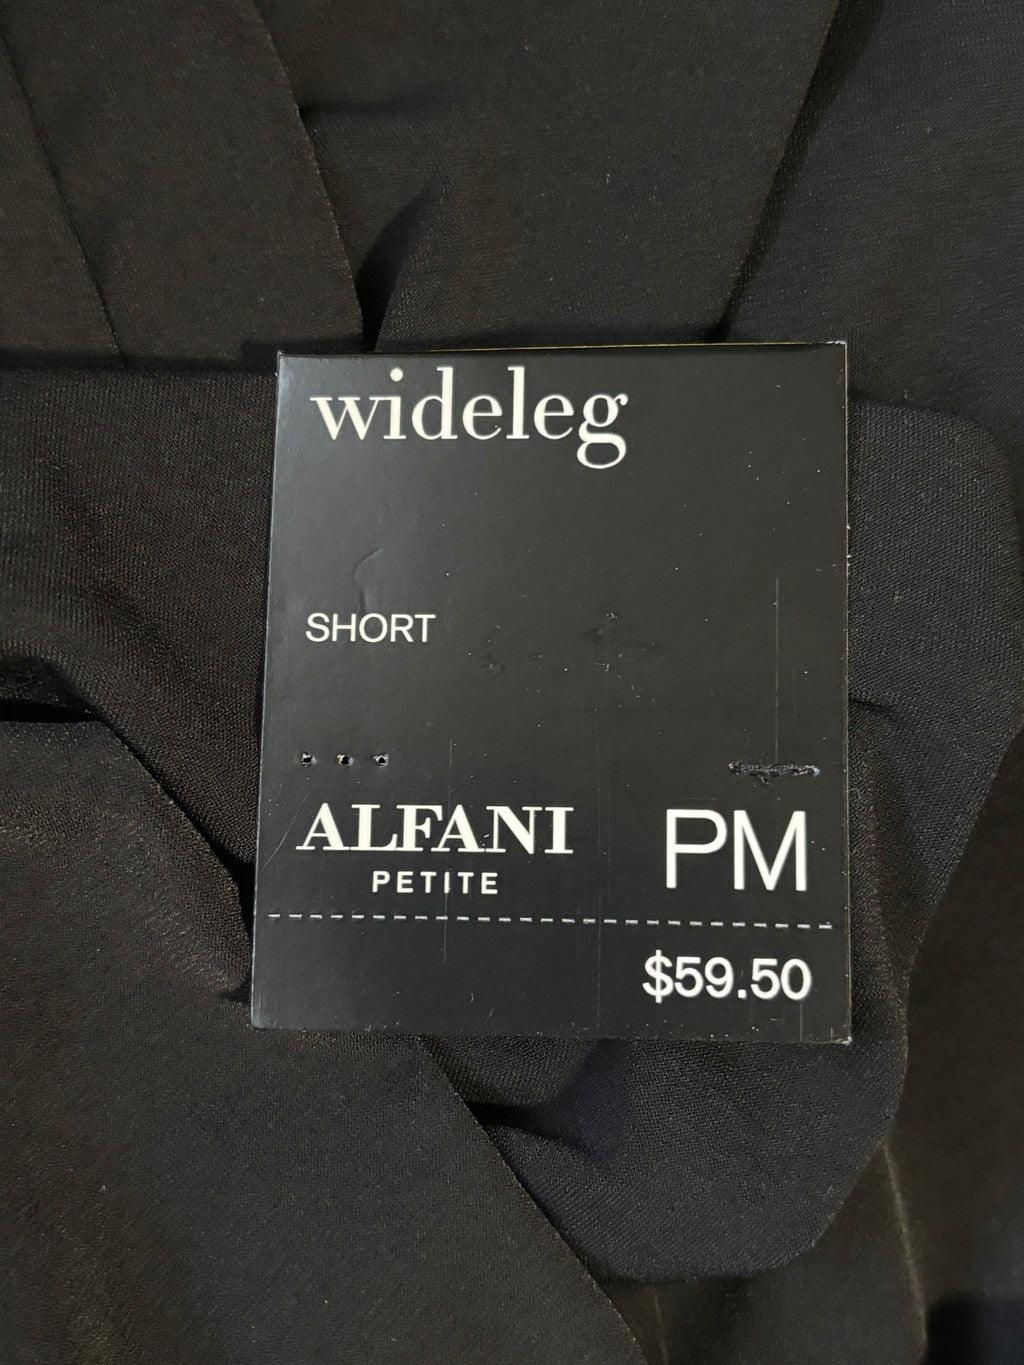 wideleg
SHORT
ALFANI
PETITE
PM
$59.50